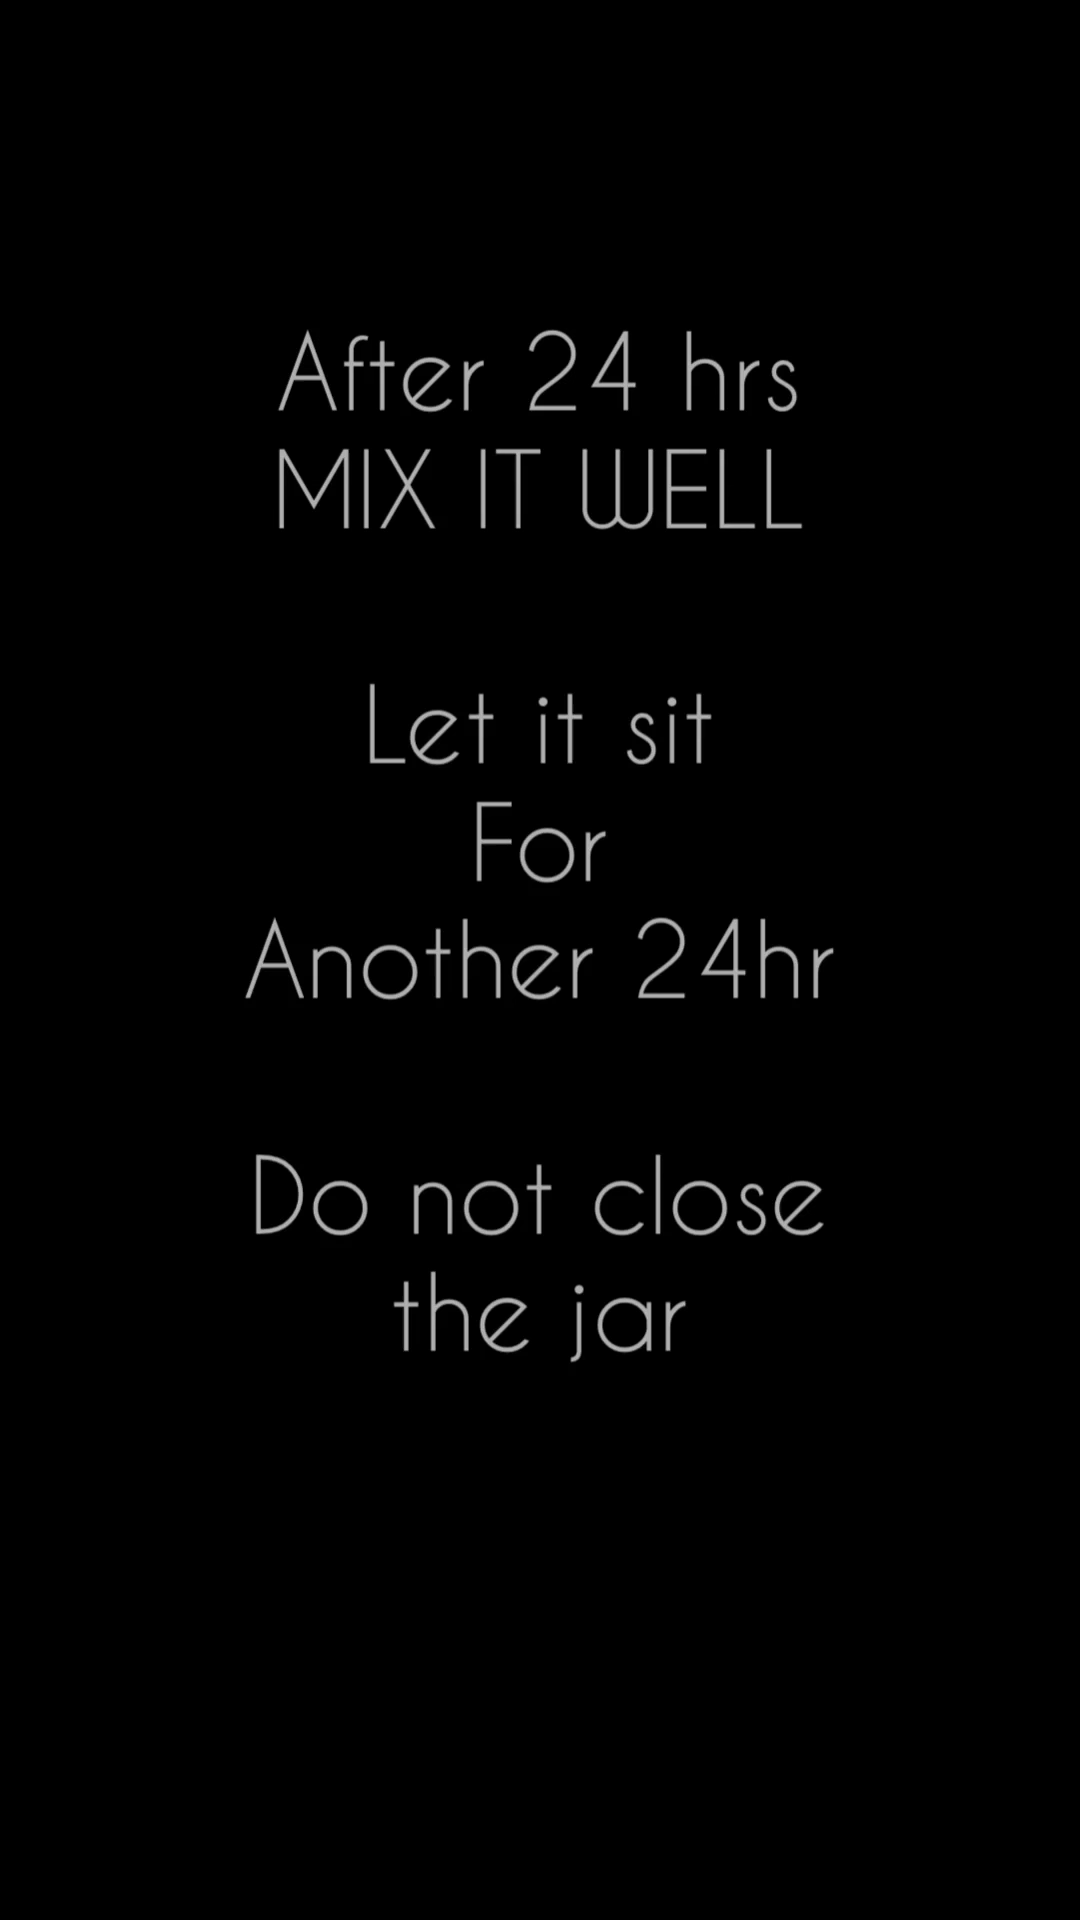 After 24 hrs
MIX IT WELL
Let it sit
For
Another 24hr
Do not close
the jar